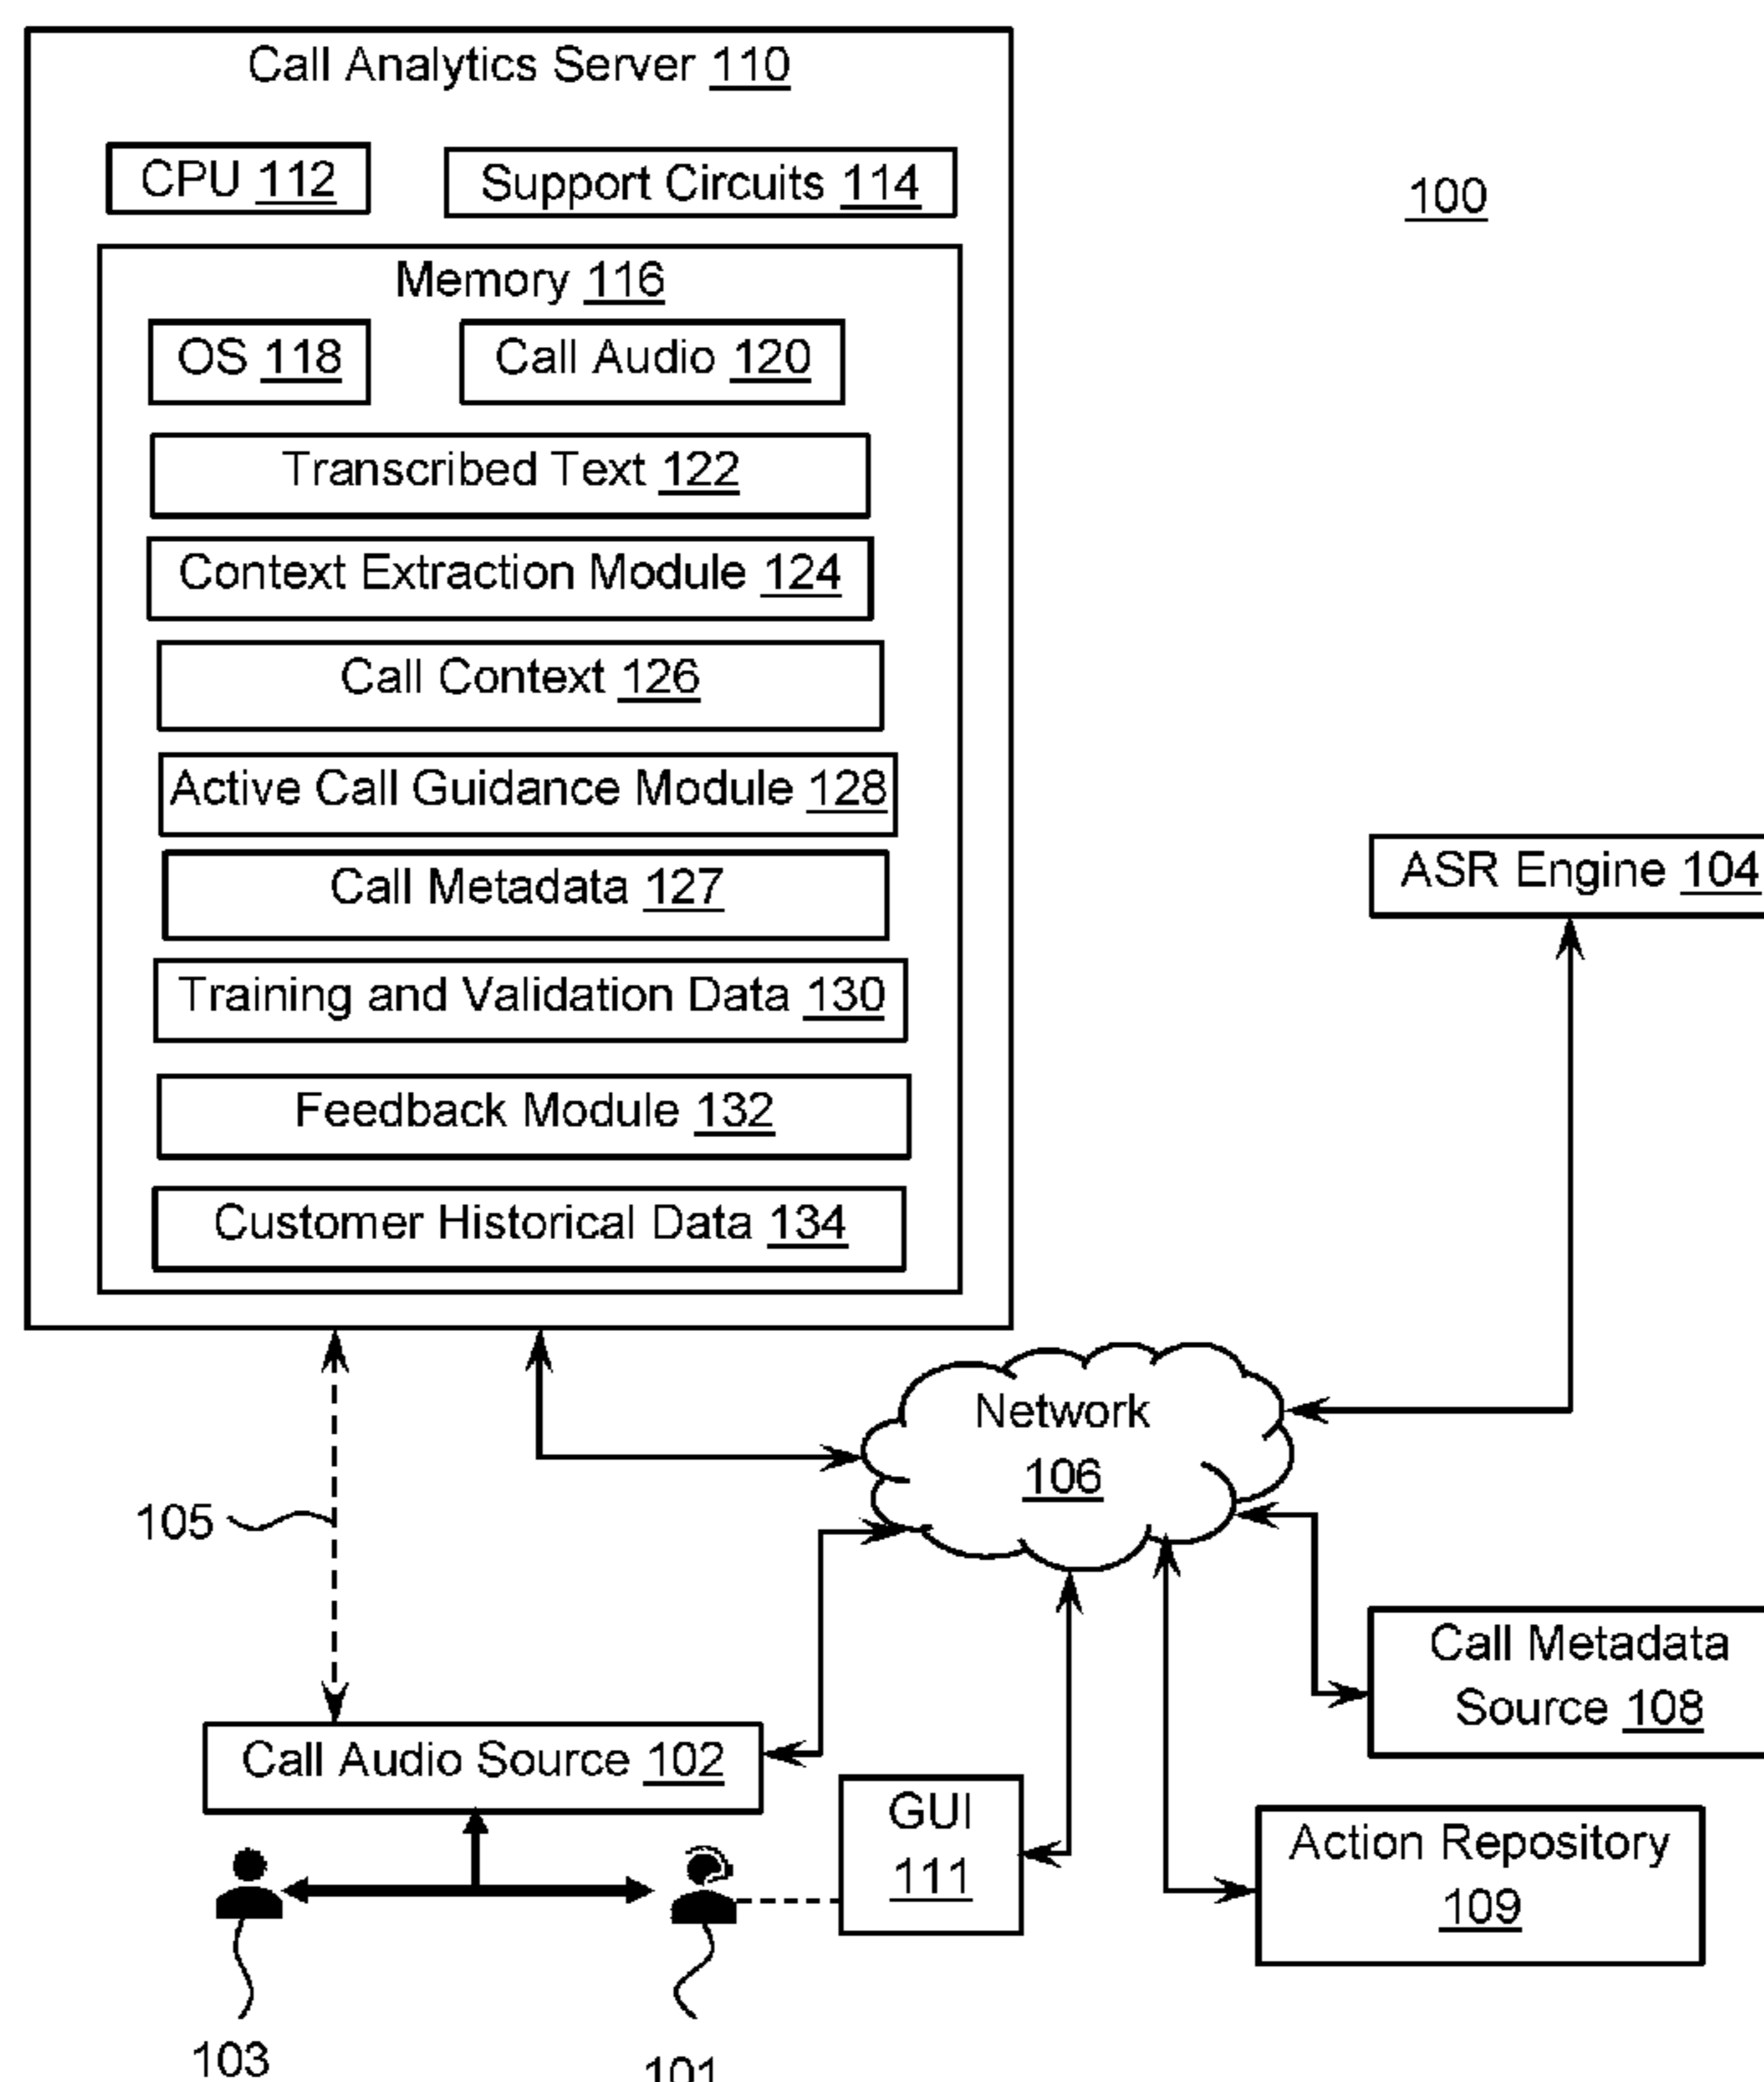 Call Analytics Server 110
CPU 112
Support Circuits 114
100
Memory 116
OS 118
Call Audio 120
Transcribed Text 122
Context Extraction Module 124
Call Context 126
Active Call Guidance Module 128
Call Metadata 127
Training and Validation Data 130
Feedback Module 132
Customer Historical Data 134
ASR Engine 104
Network
106
105
Call Metadata
Source 108
Call Audio Source 102
GUI
111
Action Repository
109
103
101